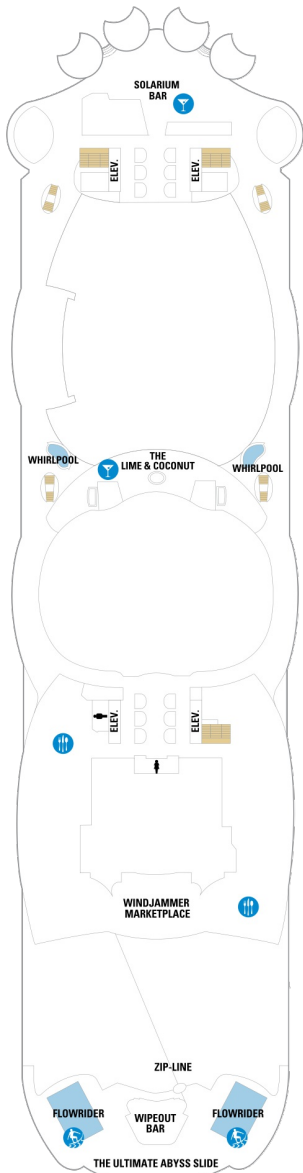 SOLARIUM
BAR
ELEV.
ELEV.
WHIRLPOOL
THE
LIME & COCONUT
WHIRLPOOL
ELEV.
ELEV.
WINDJAMMER
MARKETPLACE
ZIP-LINE
FLOWRIDER
WIPEOUT
BAR
FLOWRIDER
THE ULTIMATE ABYSS SLIDE